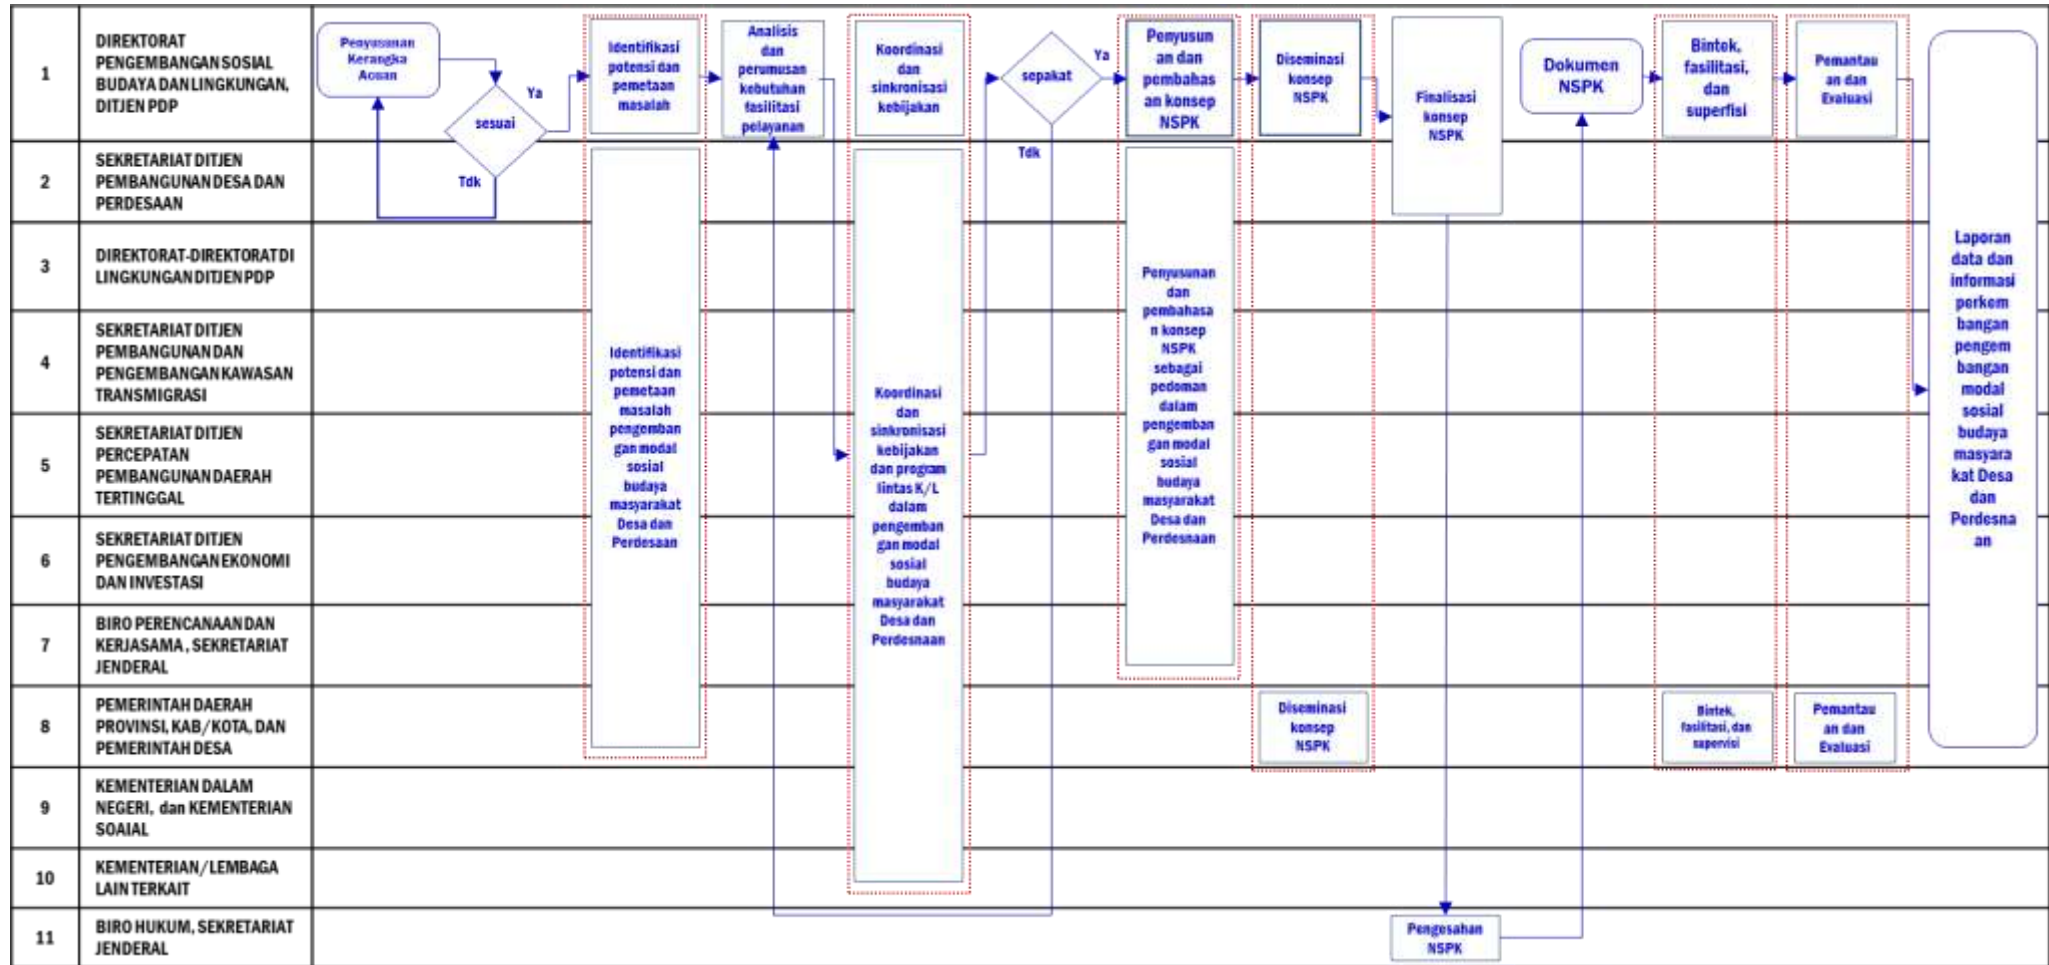 1
DIREKTORAT
PENGEMBANGAN SOSIAL
BUDAYA DAN LINGKUNGAN,
DITJEN PDP
Penyusunan
Kerangka
Acuan
sesuai
Ya
Tdk
Identifikasi
potensi dan
pemetaan
masalah
Analisis
dan
perumusan
kebutuhan
fasilitasi
pelayanan
Koordinasi
dan
sinkronisasi
kebijakan
sepakat
Ya
Tdk
Penyusun
an dan
pembahas
an konsep
NSPK
Diseminasi
konsep
NSPK
Finalisasi
konsep
NSPK
Dokumen
NSPK
Bintek,
fasilitasi,
dan
superfisi
Pemantau
an dan
Evaluasi
2
SEKRETARIAT DITJEN
PEMBANGUNAN DESA DAN
PERDESAAN
3
DIREKTORAT-DIREKTORAT DI
LINGKUNGAN DITJEN PDP
4
SEKRETARIAT DITJEN
PEMBANGUNAN DAN
PENGEMBANGAN KAWASAN
TRANSMIGRASI
5
SEKRETARIAT DITJEN
PERCEPATAN
PEMBANGUNAN DAERAH
TERTINGGAL
6
SEKRETARIAT DITJEN
PENGEMBANGAN EKONOMI
DAN INVESTASI
7
BIRO PERENCANAAN DAN
KERJASAMA, SEKRETARIAT
JENDERAL
Identifikasi
potensi dan
pemetaan
masalah
pengemban
gan modal
sosial
budaya
masyarakat
Desa dan
Perdesaan
Koordinasi
dan
sinkronisasi
kebijakan
dan program
lintas K/L
dalam
pengemban
gan modal
sosial
budaya
masyarakat
Desa dan
Perdesnaan
Penyusunan
dan
pembahasa
n konsep
NSPK
sebagai
pedoman
dalam
pengemban
gan modal
sosial
budaya
masyarakat
Desa dan
Perdesnaan
Laporan
data dan
informasi
perkem
bangan
pengem
bangan
modal
sosial
budaya
masyara
kat Desa
dan
Perdesna
an
8
PEMERINTAH DAERAH
PROVINSI, KAB/KOTA, DAN
PEMERINTAH DESA
Diseminasi
konsep
NSPK
Bintek,
fasilitasi, dan
supervisi
Pemantau
an dan
Evaluasi
9
KEMENTERIAN DALAM
NEGERI, dan KEMENTERIAN
SOAIAL
10
KEMENTERIAN/LEMBAGA
LAIN TERKAIT
11
BIRO HUKUM, SEKRETARIAT
JENDERAL
Pengesahan
NSPK